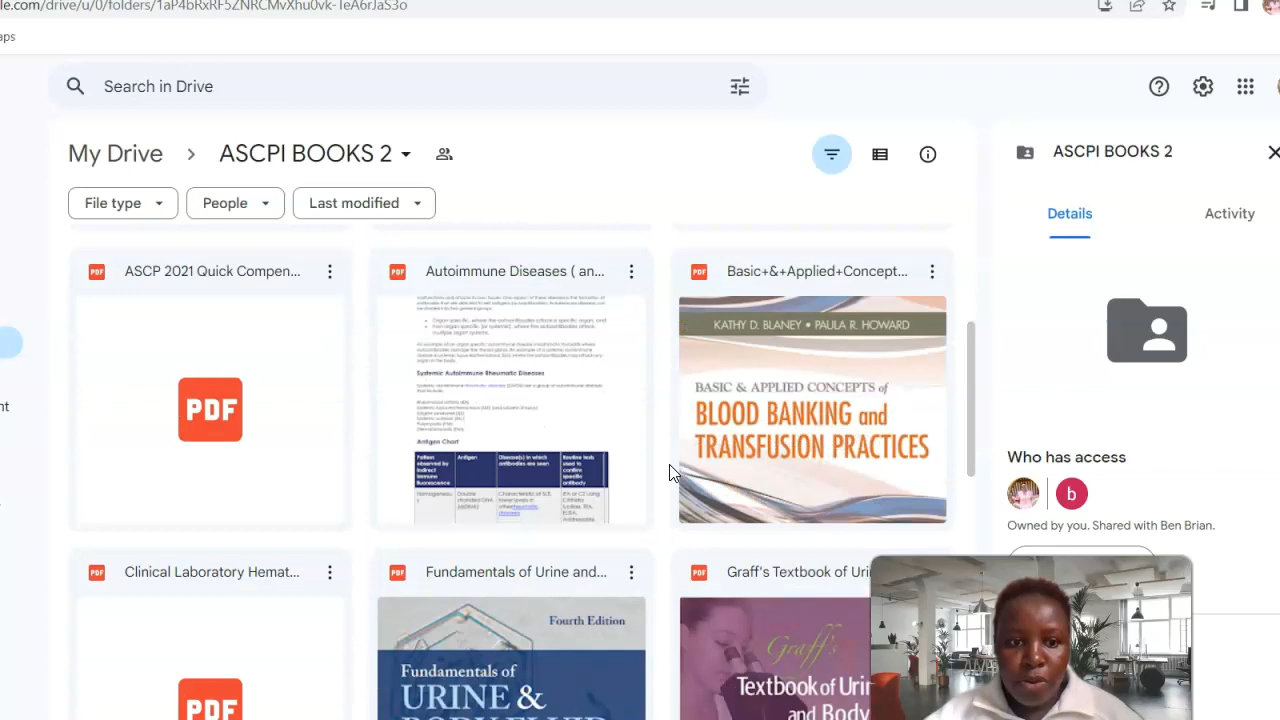 le.com/drive/u/0/folders/1aP4bRxRF5ZNRCMvXhu0vk-TeA6rJaS3o
aps
Search in Drive
My Drive > ASCPI BOOKS 2
ASCPI BOOKS 2
File type People Last modified
Details Activity
ASCP 2021 Quick Compen... Autoimmune Diseases ( an... Basic+&+Applied+Concept...
PDF
Systemic Autoimmune Rheumatic Diseases
Antigen Chart
KATHY D. BLANEY • PAULA R. HOWARD
BASIC & APPLIED CONCEPTS of
BLOOD BANKING and
TRANSFUSION PRACTICES
nt
Who has access
b
Owned by you. Shared with Ben Brian.
Clinical Laboratory Hemat... Fundamentals of Urine and... Graff's Textbook of Uri
PDF
Fourth Edition
Fundamentals of
URINE &
BODY FLUID
Graff's
Textbook of Urin
and Body